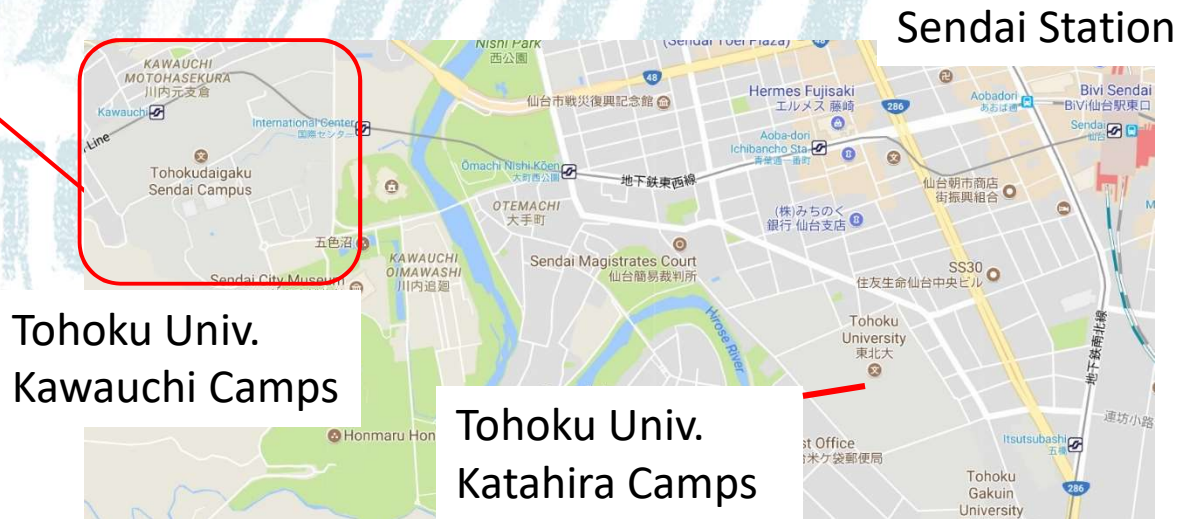 Sendai Station
Nishi Park
西公園
(Sendai Toei Plaza)
48
KAWAUCHI
MOTOHASEKURA
川内元支倉
Kawauchi
-Line
International Center
国際センター
Tohokudaigaku
Sendai Campus
五色沼
Sendai City Museum
仙台市戦災復興記念館
Hermes Fujisaki
エルメス 藤崎
286
Aobadori
あおば通
Bivi Sendai
BiVi仙台駅東口
Sendai
仙台
Aoba-dori
Ichibancho Sta.
青葉通一番町
Ōmachi Nishi Kōen
大町西公園
地下鉄東西線
OTEMACHI
大手町
仙台朝市商店
街振興組合
(株)みちのく
銀行 仙台支店
KAWAUCHI
OIMAWASHI
川内追廻
Sendai Magistrates Court
仙台簡易裁判所
SS30
住友生命仙台中央ビル
Hirose River
Tohoku
University
東北大
地下鉄南北線
Tohoku Univ.
Kawauchi Camps
Honmaru Hon
Tohoku Univ.
Katahira Camps
st Office
米ケ袋郵便局
Itsutsubashi
五橋
連坊小路
Tohoku
Gakuin
University
286